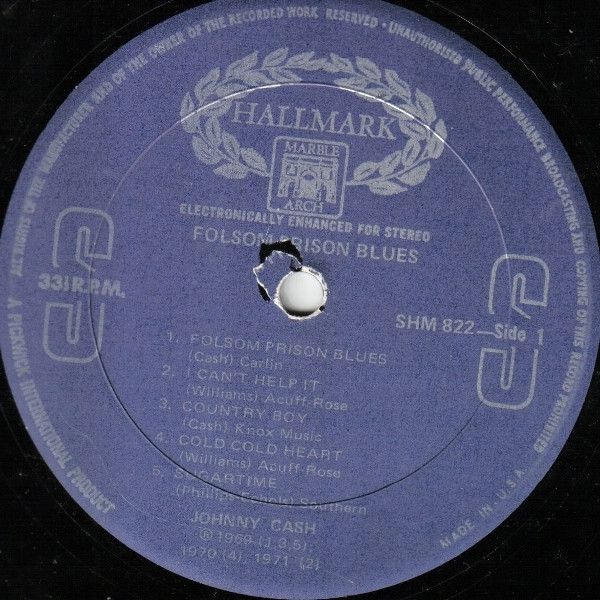 ALL RIGHTS OF THE MANUFACTURER AND OF THE OWNER OF THE RECORDED WORK RESERVED · UNAUTHORISED PUBLIC PERFORMANCE BROADCASTING AND COPYING OF THIS RECORD PROHIBITED
HALLMARK
MARBLE
ARCH
ELECTRONICALLY ENHANCED FOR STEREO
FOLSOM PRISON BLUES
33⅓ R.P.M.
SHM 822—Side 1
1. FOLSOM PRISON BLUES
(Cash) Carlin
2. I CAN'T HELP IT
(Williams) Acuff-Rose
3. COUNTRY BOY
(Cash) Knox Music
4. COLD COLD HEART
(Williams) Acuff-Rose
5. SUGARTIME
(Phillips-Echols) Southern
JOHNNY CASH
℗ 1969 (1,3,5),
1970 (4), 1971 (2)
A PICKWICK INTERNATIONAL PRODUCT
MADE IN U.S.A.